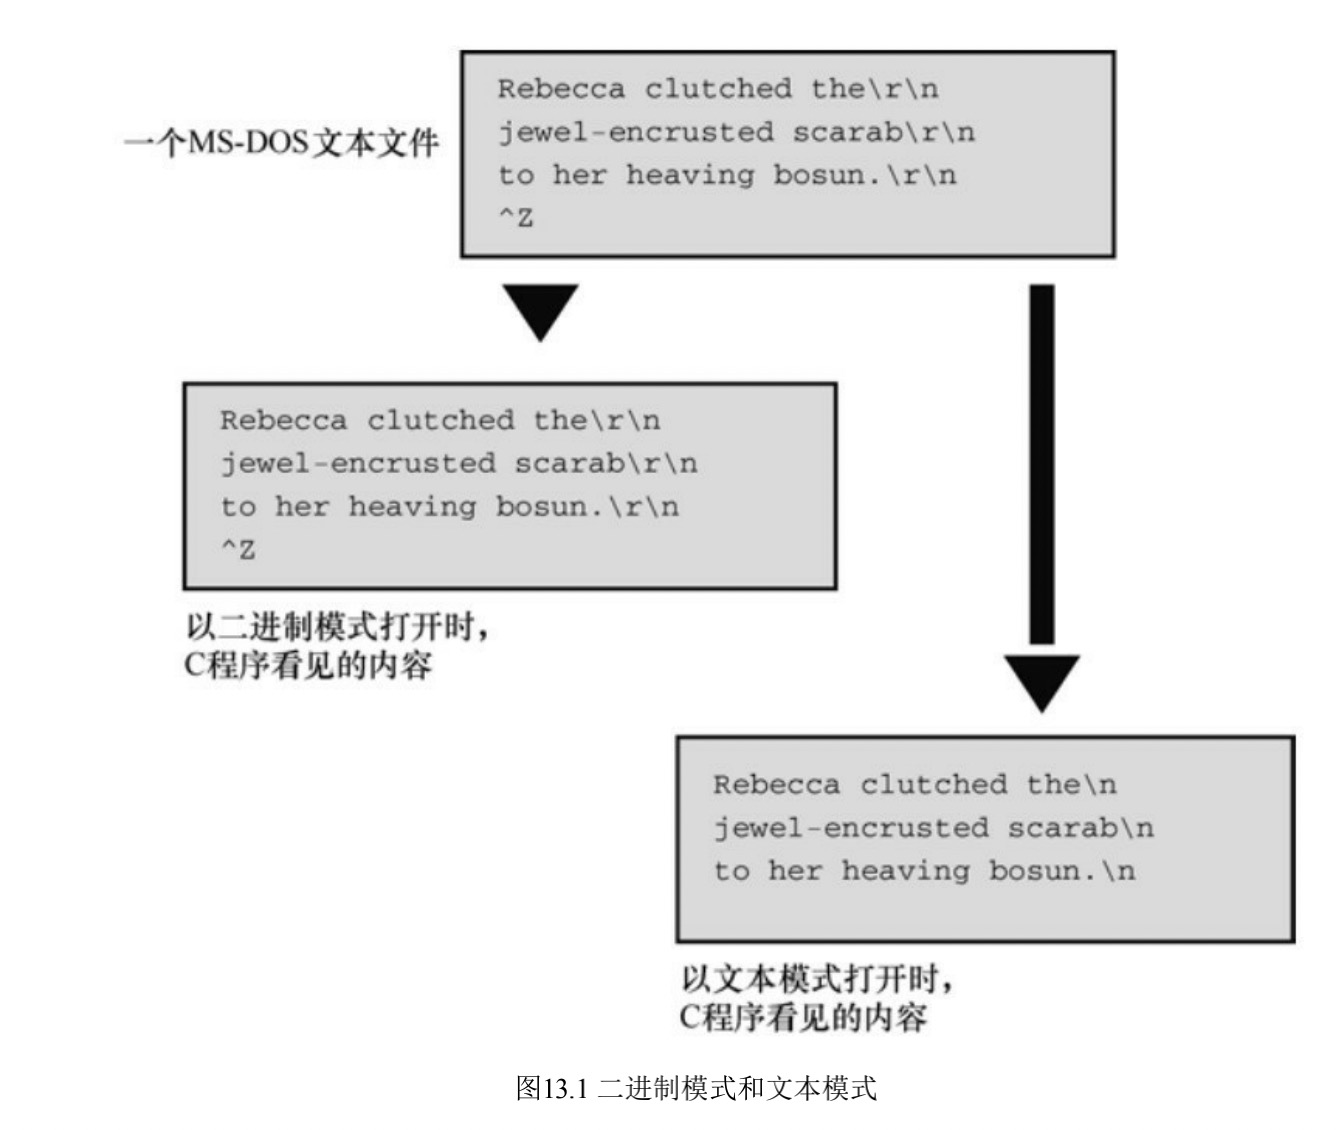 一个MS-DOS文本文件
Rebecca clutched the\r\n
jewel-encrusted scarab\r\n
to her heaving bosun.\r\n
^Z
Rebecca clutched the\r\n
jewel-encrusted scarab\r\n
to her heaving bosun.\r\n
^Z
以二进制模式打开时，
C程序看见的内容
Rebecca clutched the\n
jewel-encrusted scarab\n
to her heaving bosun.\n
以文本模式打开时，
C程序看见的内容
图13.1 二进制模式和文本模式